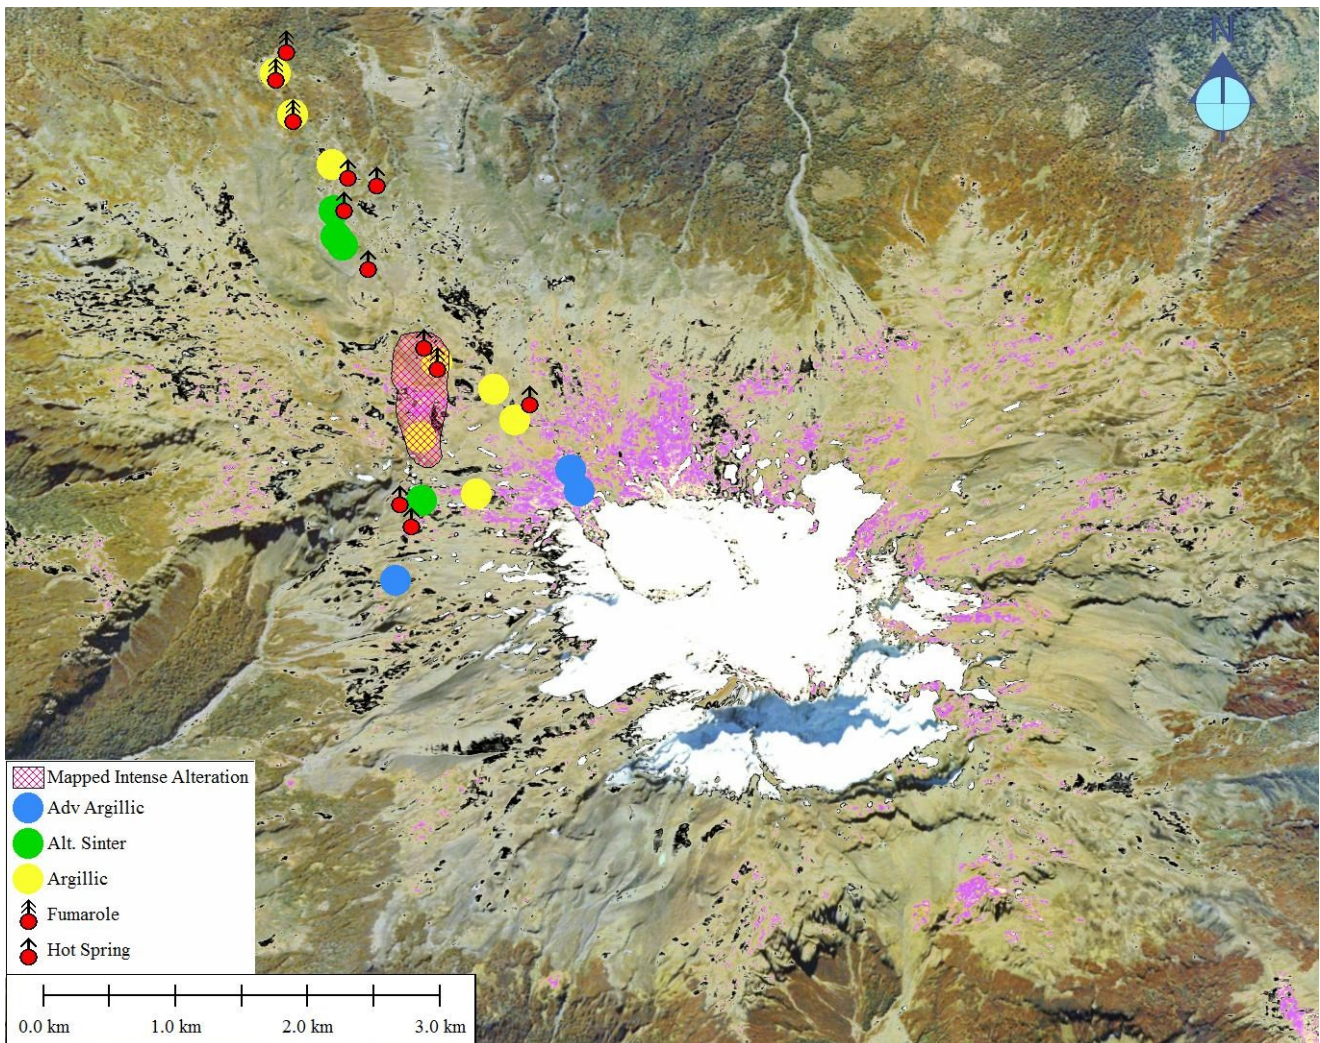 N
Mapped Intense Alteration
Adv Argillic
Alt. Sinter
Argillic
Fumarole
Hot Spring
0.0 km 1.0 km 2.0 km 3.0 km